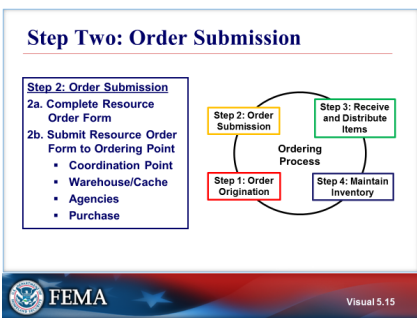 Step Two: Order Submission
Step 2: Order Submission
2a. Complete Resource
Order Form
2b. Submit Resource Order
Form to Ordering Point
▪ Coordination Point
▪ Warehouse/Cache
▪ Agencies
▪ Purchase
Step 2: Order
Submission
Step 3: Receive
and Distribute
Items
Ordering
Process
Step 1: Order
Origination
Step 4: Maintain
Inventory
FEMA
Visual 5.15